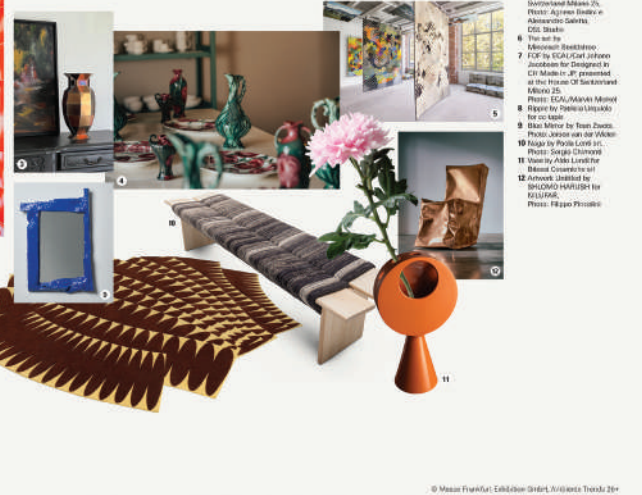 Switzerland Milano 25,
Photo: Agnese Bedini e
Alessandro Saletta,
DSL Studio
6 The set by
7 FOF by ECAL/Carl Johann
Jacobsen for Designed in
CH Made in JP, presented
at the House Of Switzerland
Milano 25.
Photo: ECAL/Marvin Merkel
8 Ripple by Patricia Urquiola
for cc-tapis
9 Blue Mirror by Team Zwots.
Photo: Jeroen van der Wielen
10 Naga by Paola Lenti srl.,
Photo: Sergio Chimenti
11 Vase by Aldo Londi for
Bitossi Ceramiche srl
12 Artwork Untitled by
SHLOMO HARUSH for
NILUFAR,
Photo: Filippo Pincolini
3
4
5
9
10
12
11
© Messe Frankfurt Exhibition GmbH, Ambiente Trends 26+